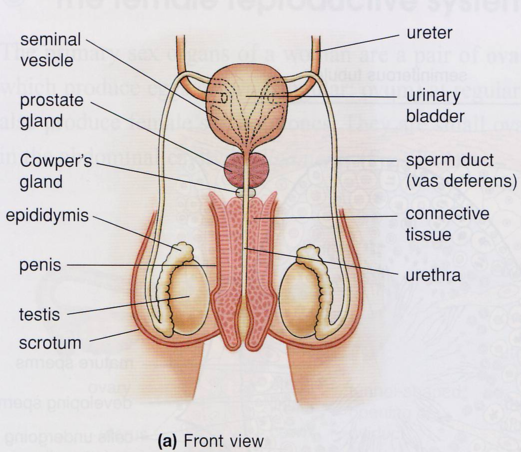 seminal
vesicle
prostate
gland
Cowper's
gland
epididymis
penis
testis
scrotum
ureter
urinary
bladder
sperm duct
(vas deferens)
connective
tissue
urethra
(a) Front view